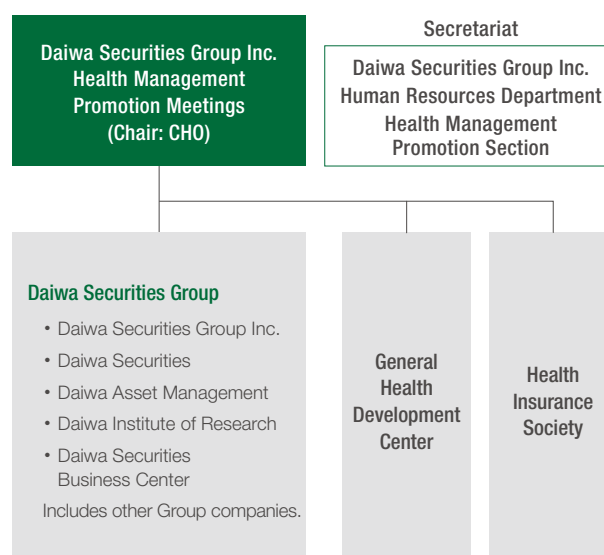 Daiwa Securities Group Inc.
Health Management
Promotion Meetings
(Chair: CHO)
Secretariat
Daiwa Securities Group Inc.
Human Resources Department
Health Management
Promotion Section
Daiwa Securities Group
• Daiwa Securities Group Inc.
• Daiwa Securities
• Daiwa Asset Management
• Daiwa Institute of Research
• Daiwa Securities
Business Center
Includes other Group companies.
General
Health
Development
Center
Health
Insurance
Society